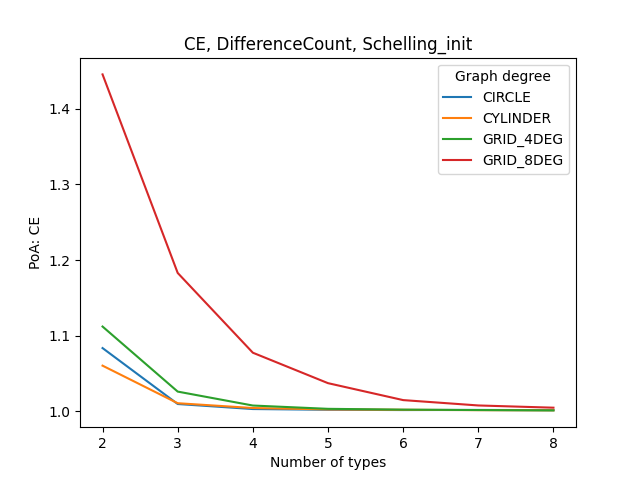 CE, DifferenceCount, Schelling_init
Graph degree
CIRCLE
CYLINDER
GRID_4DEG
GRID_8DEG
PoA: CE
1.4
1.3
1.2
1.1
1.0
2 3 4 5 6 7 8
Number of types